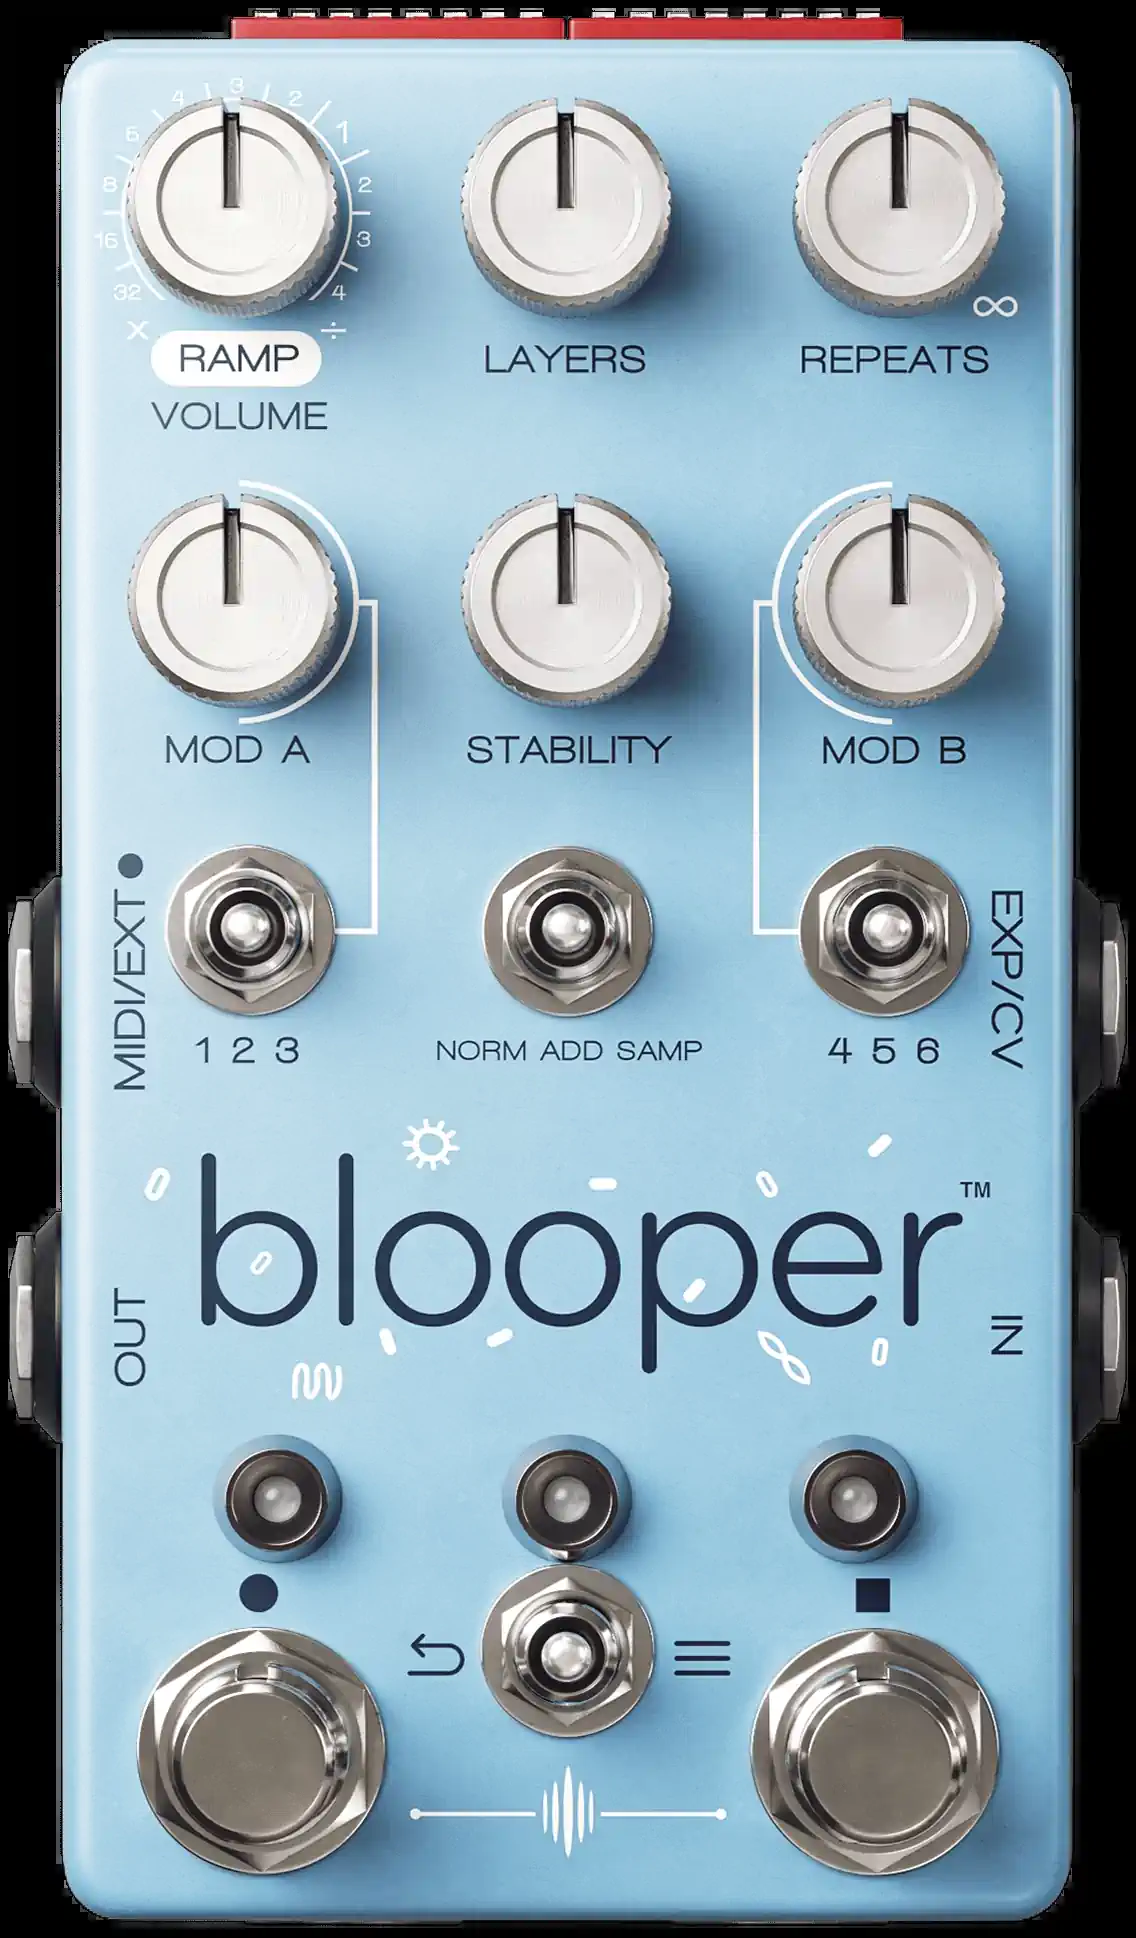 3
4 2
6 1
8 2
16 3
32 4
x ÷
∞
RAMP LAYERS REPEATS
VOLUME
MOD A STABILITY MOD B
MIDI/EXT
EXP/CV
1 2 3 NORM ADD SAMP 4 5 6
blooper™
OUT
IN